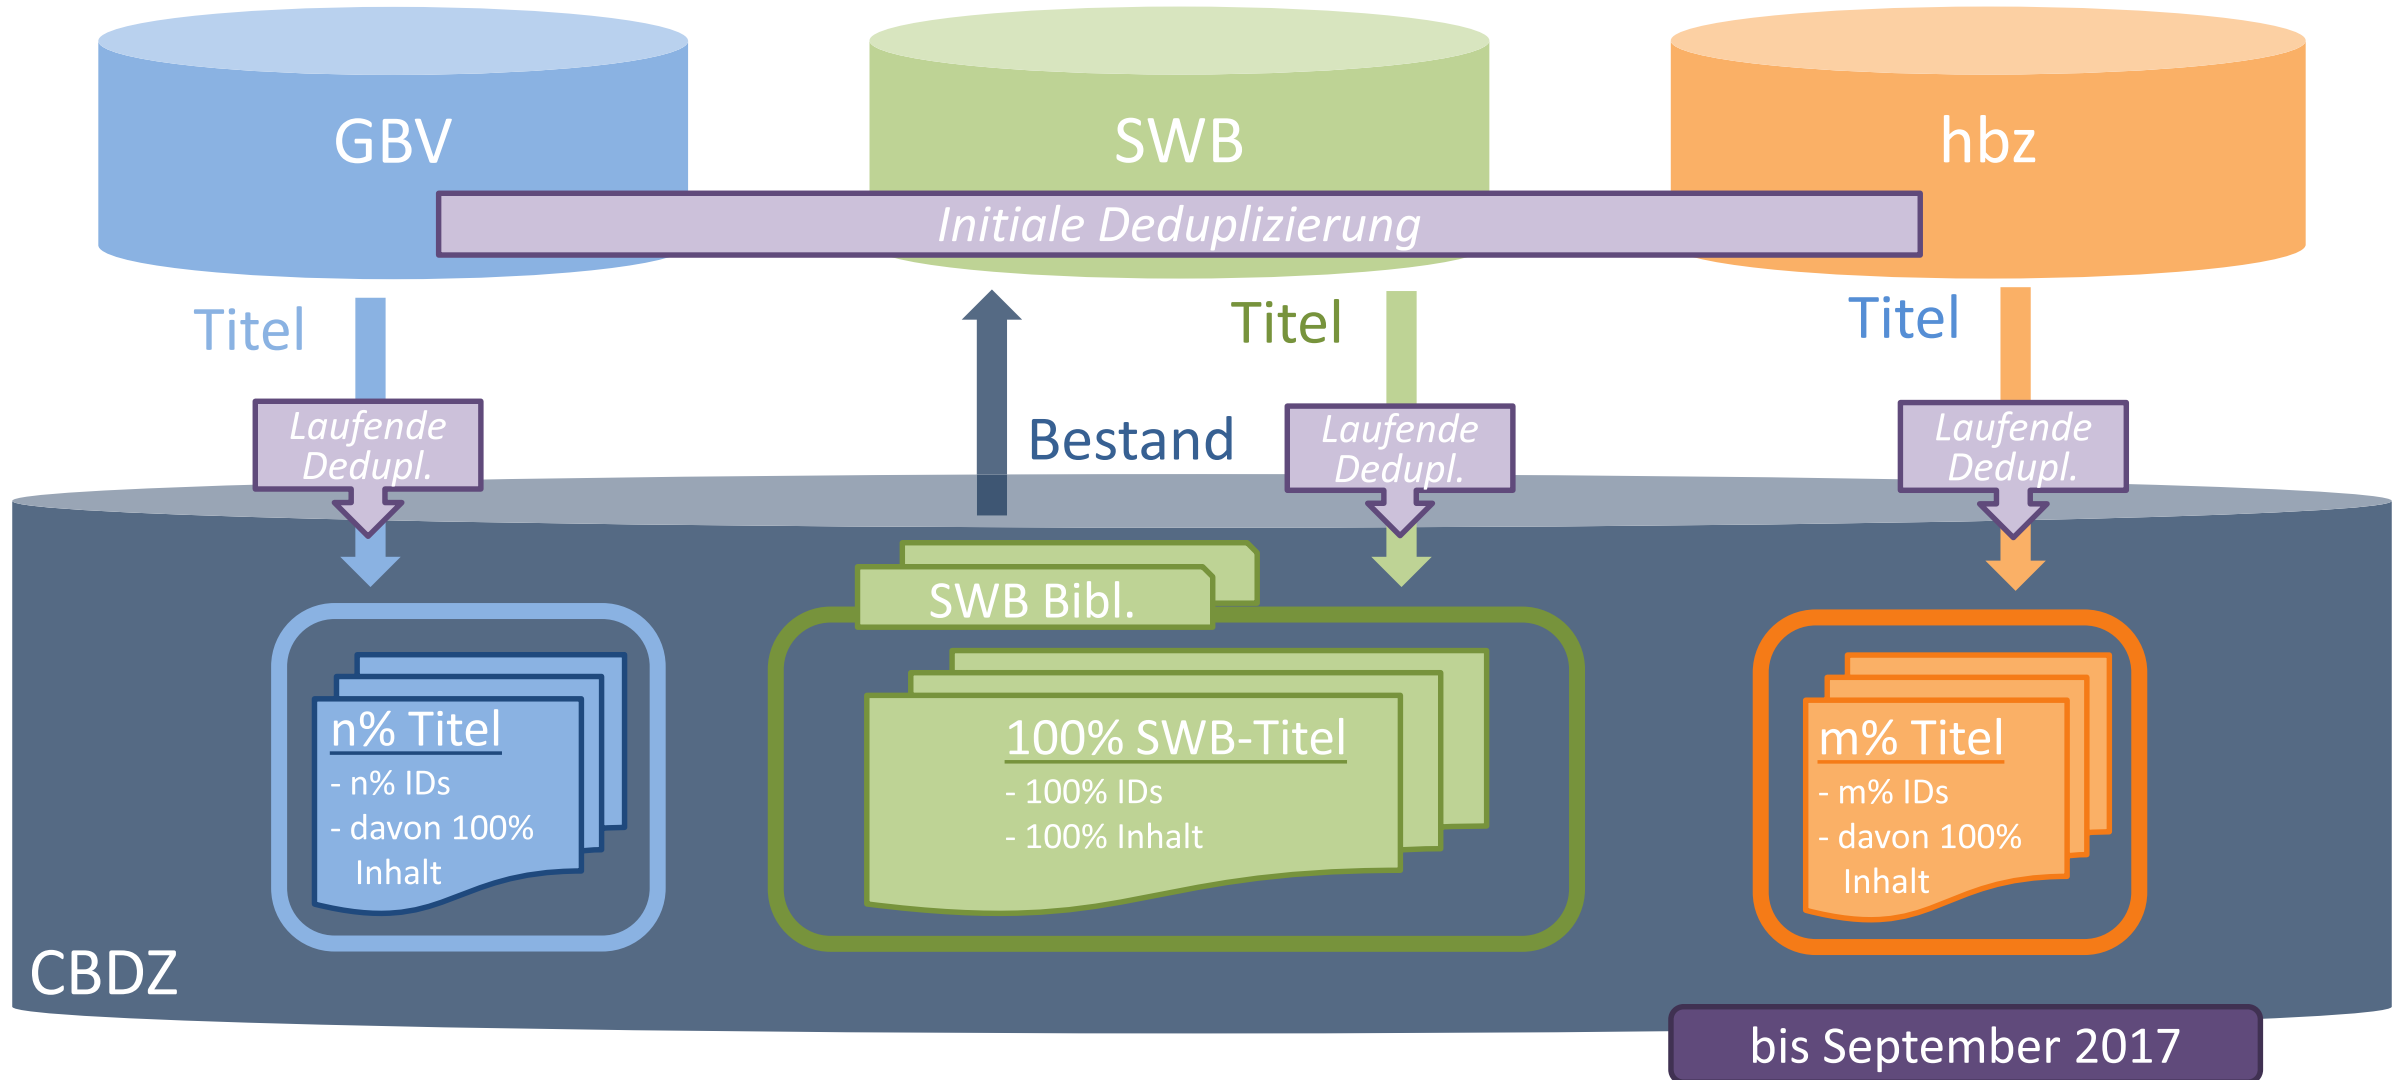 GBV
SWB
hbz
Initiale Deduplizierung
Titel
Titel
Titel
Laufende
Dedupl.
Bestand
Laufende
Dedupl.
Laufende
Dedupl.
SWB Bibl.
n% Titel
- n% IDs
- davon 100%
Inhalt
100% SWB-Titel
- 100% IDs
- 100% Inhalt
m% Titel
- m% IDs
- davon 100%
Inhalt
CBDZ
bis September 2017